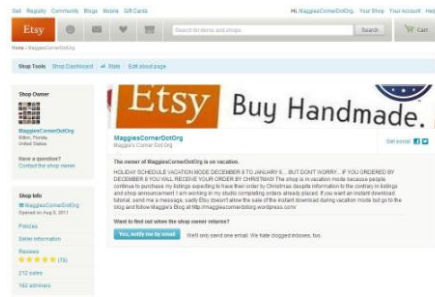 Sell Registry Community Blogs Mobile Gift Cards
Hi, MaggiesCornerDotOrg. Your Shop Your Account Help
Etsy
Search for items and shops
Search
Cart
Home › MaggiesCornerDotOrg
Shop Tools Shop Dashboard Stats Edit about page
Shop Owner
MaggiesCornerDotOrg
Florida,
United States
Have a question?
Contact the shop owner
Shop Info
MaggiesCornerDotOrg
Opened on Aug 5, 2011
Policies
Seller information
Reviews
(75)
212 sales
162 admirers
Etsy Buy Handmade.
MaggiesCornerDotOrg
Maggie's Corner Dot Org
Get social:
The owner of MaggiesCornerDotOrg is on vacation.
HOLIDAY SCHEDULE VACATION MODE DECEMBER 8 TO JANUARY 5... BUT DON'T WORRY... IF YOU ORDERED BY
DECEMBER 8 YOU WILL RECEIVE YOUR ORDER BY CHRISTMAS! The shop is in vacation mode because people
continue to purchase my listings expecting to have their order by Christmas despite information to the contrary in listings
and shop announcement. I am working in my studio completing orders already placed. If you want an instant download
tutorial, send me a message, sadly Etsy doesn't allow the sale of the instant download during vacation mode but go to the
blog and follow Maggie's Blog at http://maggiescornerdotorg.wordpress.com/
Want to find out when the shop owner returns?
Yes, notify me by email
We'll only send one email. We hate clogged inboxes, too.